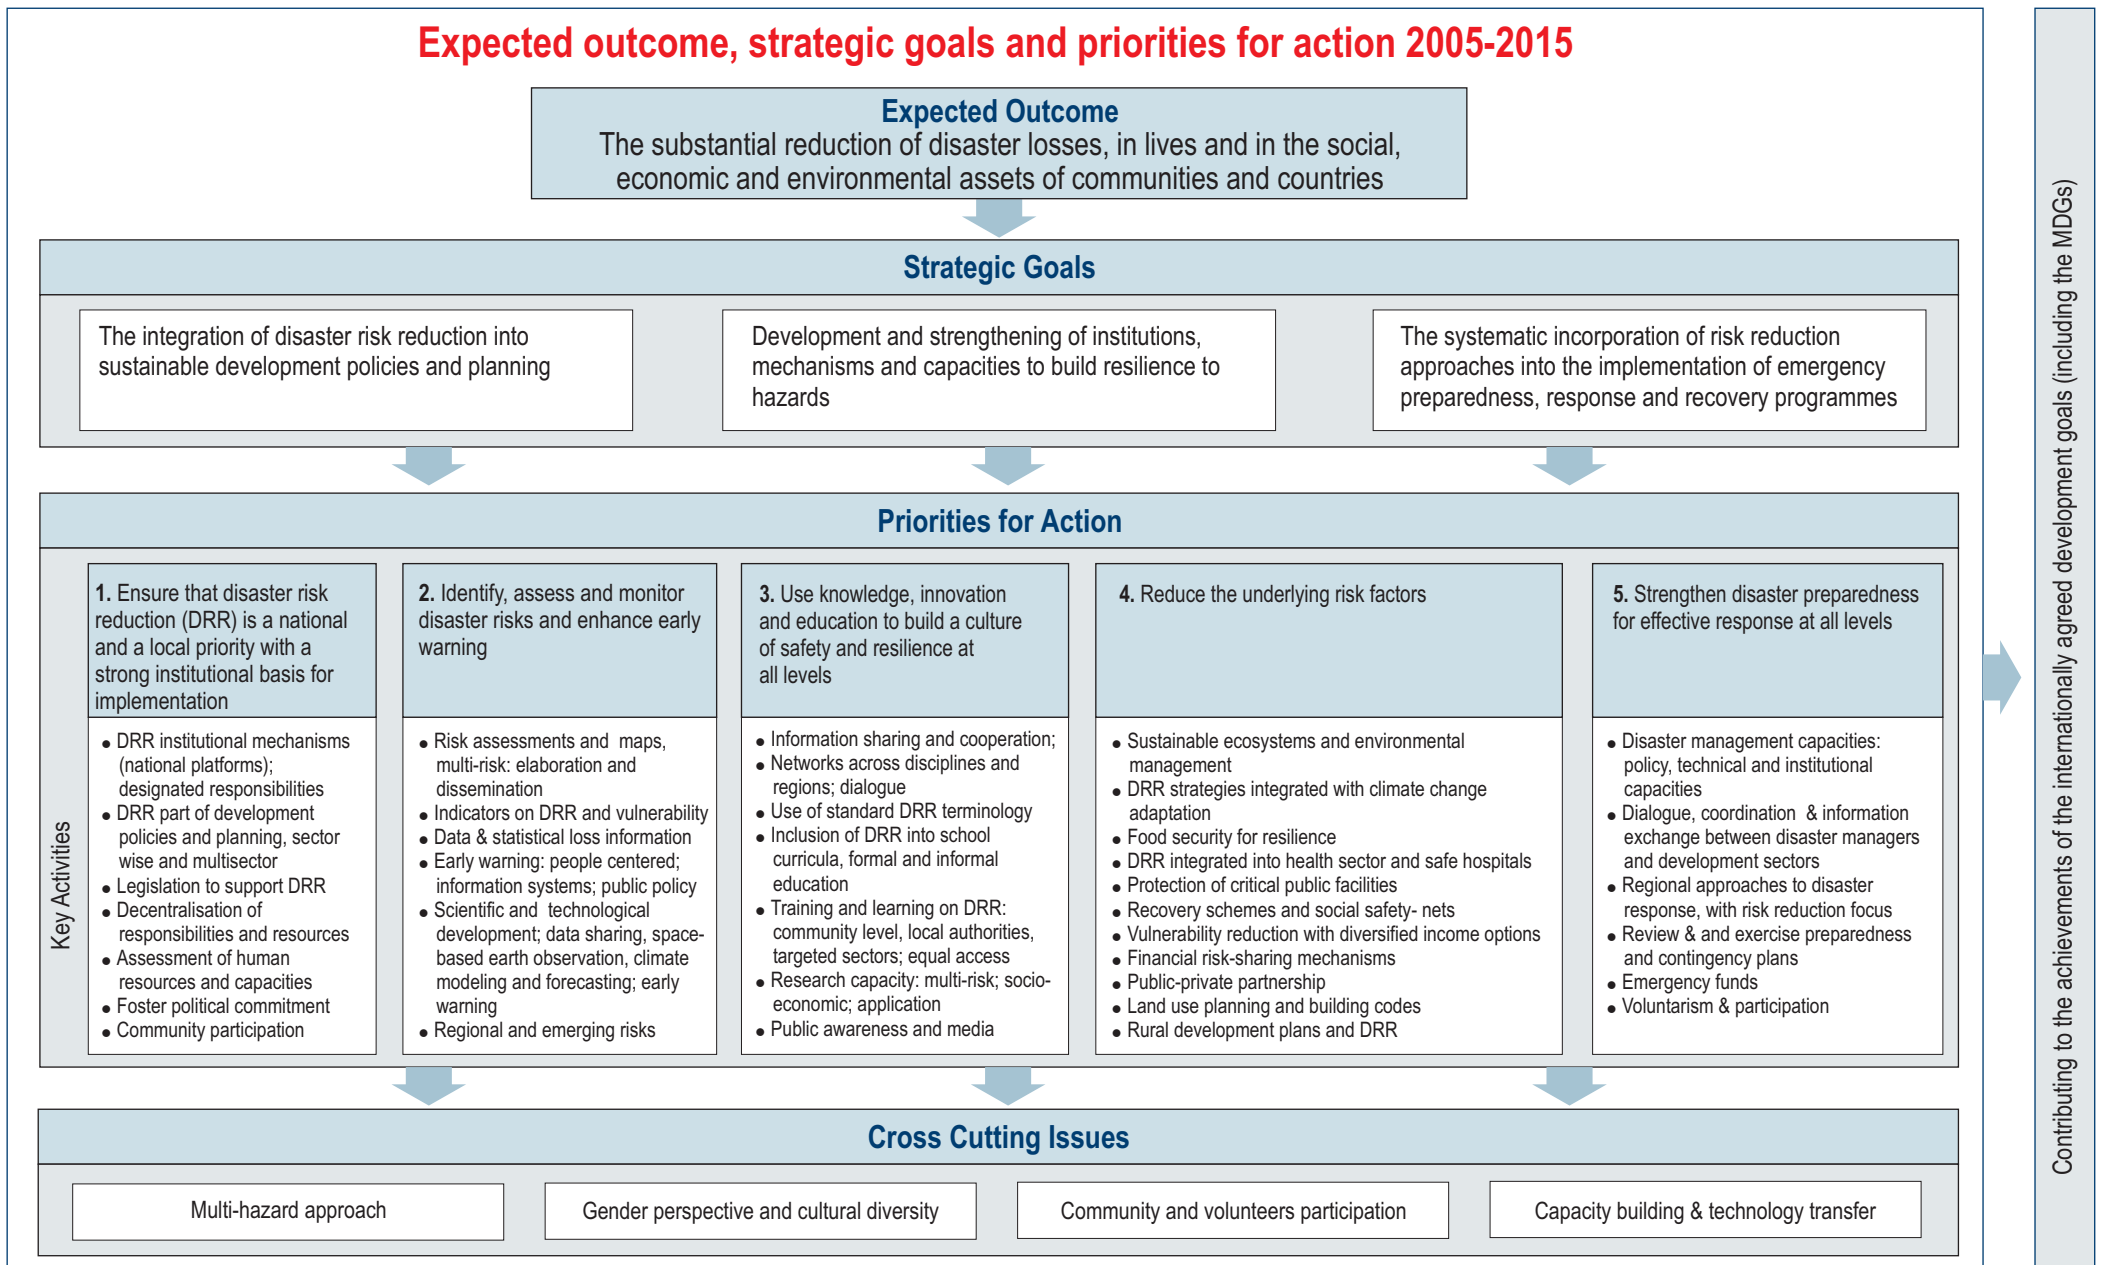 Expected outcome, strategic goals and priorities for action 2005-2015
Expected Outcome
The substantial reduction of disaster losses, in lives and in the social,
economic and environmental assets of communities and countries
Strategic Goals
The integration of disaster risk reduction into
sustainable development policies and planning
Development and strengthening of institutions,
mechanisms and capacities to build resilience to
hazards
The systematic incorporation of risk reduction
approaches into the implementation of emergency
preparedness, response and recovery programmes
Priorities for Action
Key Activities
1. Ensure that disaster risk
reduction (DRR) is a national
and a local priority with a
strong institutional basis for
implementation
● DRR institutional mechanisms
(national platforms);
designated responsibilities
● DRR part of development
policies and planning, sector
wise and multisector
● Legislation to support DRR
● Decentralisation of
responsibilities and resources
● Assessment of human
resources and capacities
● Foster political commitment
● Community participation
2. Identify, assess and monitor
disaster risks and enhance early
warning
● Risk assessments and maps,
multi-risk: elaboration and
dissemination
● Indicators on DRR and vulnerability
● Data & statistical loss information
● Early warning: people centered;
information systems; public policy
● Scientific and technological
development; data sharing, space-
based earth observation, climate
modeling and forecasting; early
warning
● Regional and emerging risks
3. Use knowledge, innovation
and education to build a culture
of safety and resilience at
all levels
● Information sharing and cooperation;
● Networks across disciplines and
regions; dialogue
● Use of standard DRR terminology
● Inclusion of DRR into school
curricula, formal and informal
education
● Training and learning on DRR:
community level, local authorities,
targeted sectors; equal access
● Research capacity: multi-risk; socio-
economic; application
● Public awareness and media
4. Reduce the underlying risk factors
● Sustainable ecosystems and environmental
management
● DRR strategies integrated with climate change
adaptation
● Food security for resilience
● DRR integrated into health sector and safe hospitals
● Protection of critical public facilities
● Recovery schemes and social safety- nets
● Vulnerability reduction with diversified income options
● Financial risk-sharing mechanisms
● Public-private partnership
● Land use planning and building codes
● Rural development plans and DRR
5. Strengthen disaster preparedness
for effective response at all levels
● Disaster management capacities:
policy, technical and institutional
capacities
● Dialogue, coordination & information
exchange between disaster managers
and development sectors
● Regional approaches to disaster
response, with risk reduction focus
● Review & and exercise preparedness
and contingency plans
● Emergency funds
● Voluntarism & participation
Cross Cutting Issues
Multi-hazard approach
Gender perspective and cultural diversity
Community and volunteers participation
Capacity building & technology transfer
Contributing to the achievements of the internationally agreed development goals (including the MDGs)